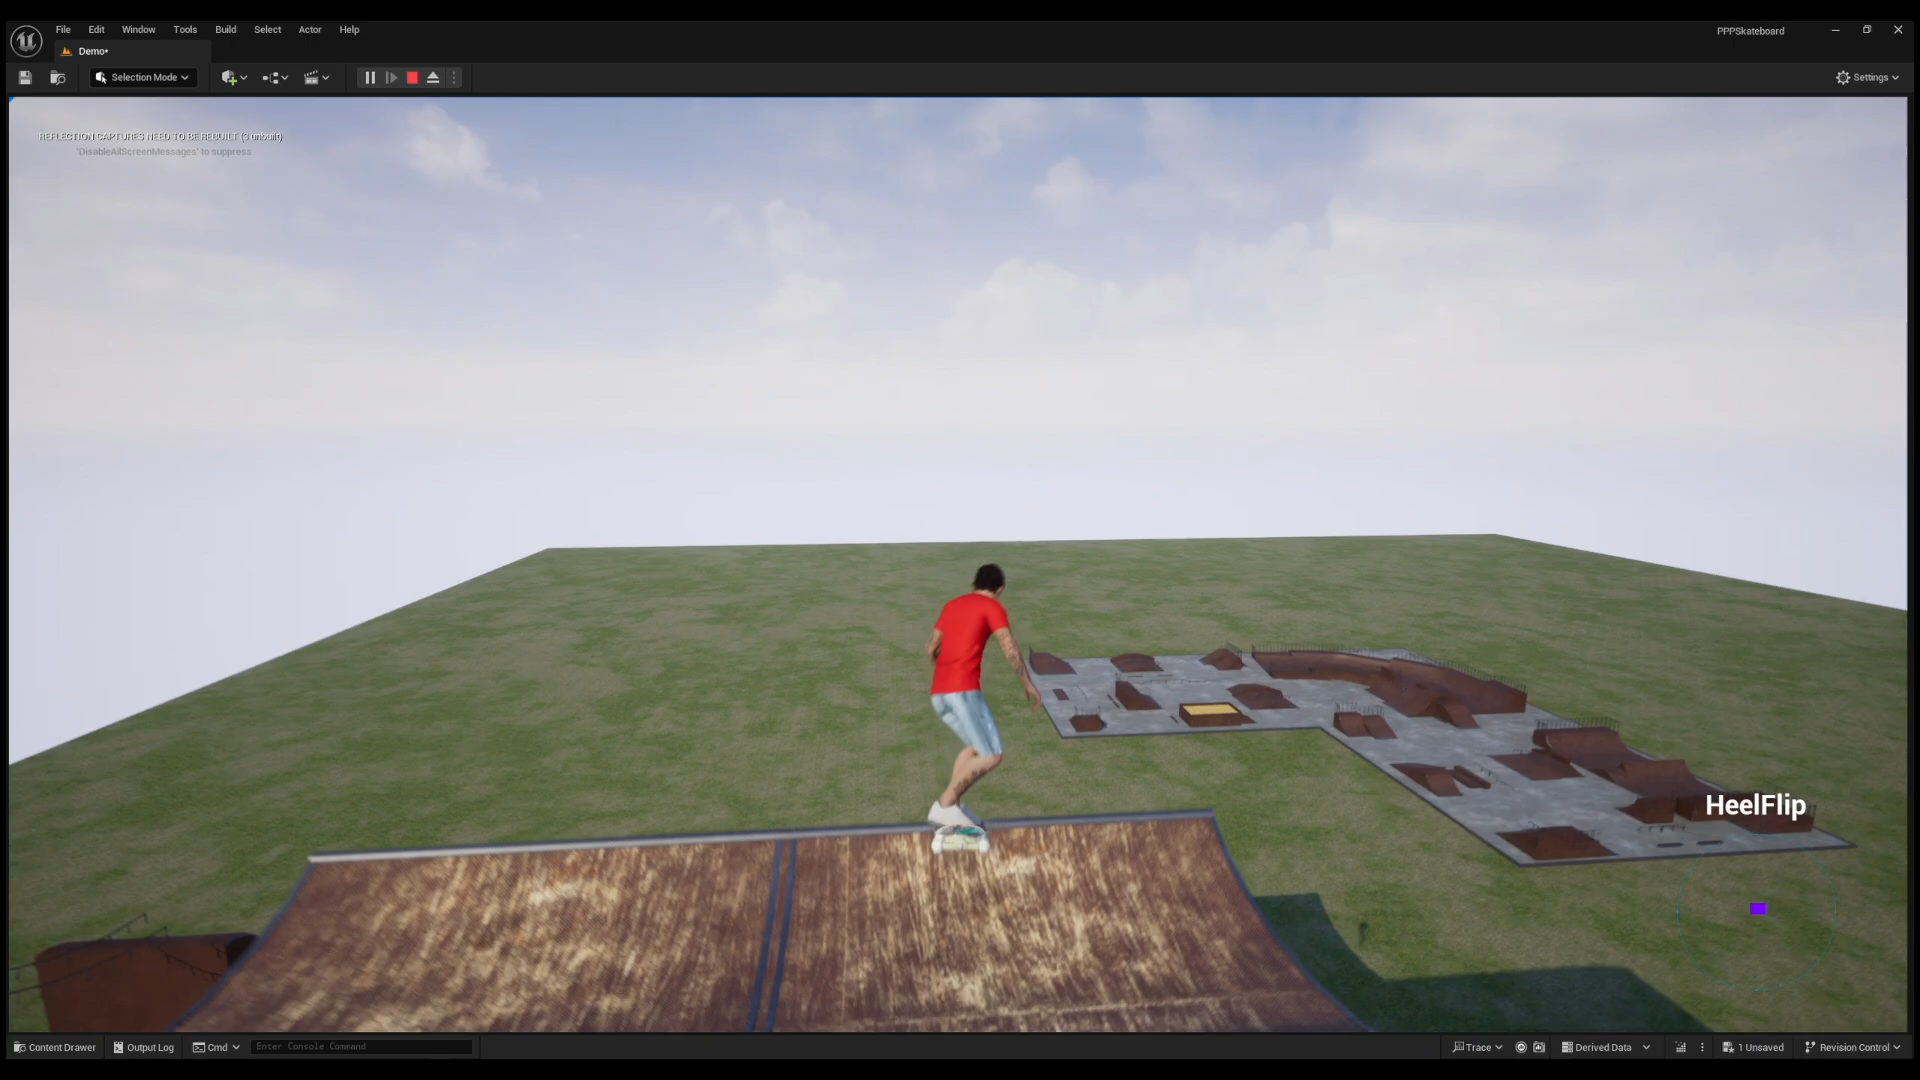 File Edit Window Tools Build Select Actor Help
PPPSkateboard
Demo•
Selection Mode
Settings
REFLECTION CAPTURES NEED TO BE REBUILT (3 unbuilt)
'DisableAllScreenMessages' to suppress
HeelFlip
Content Drawer Output Log Cmd Enter Console Command Trace Derived Data 1 Unsaved Revision Control